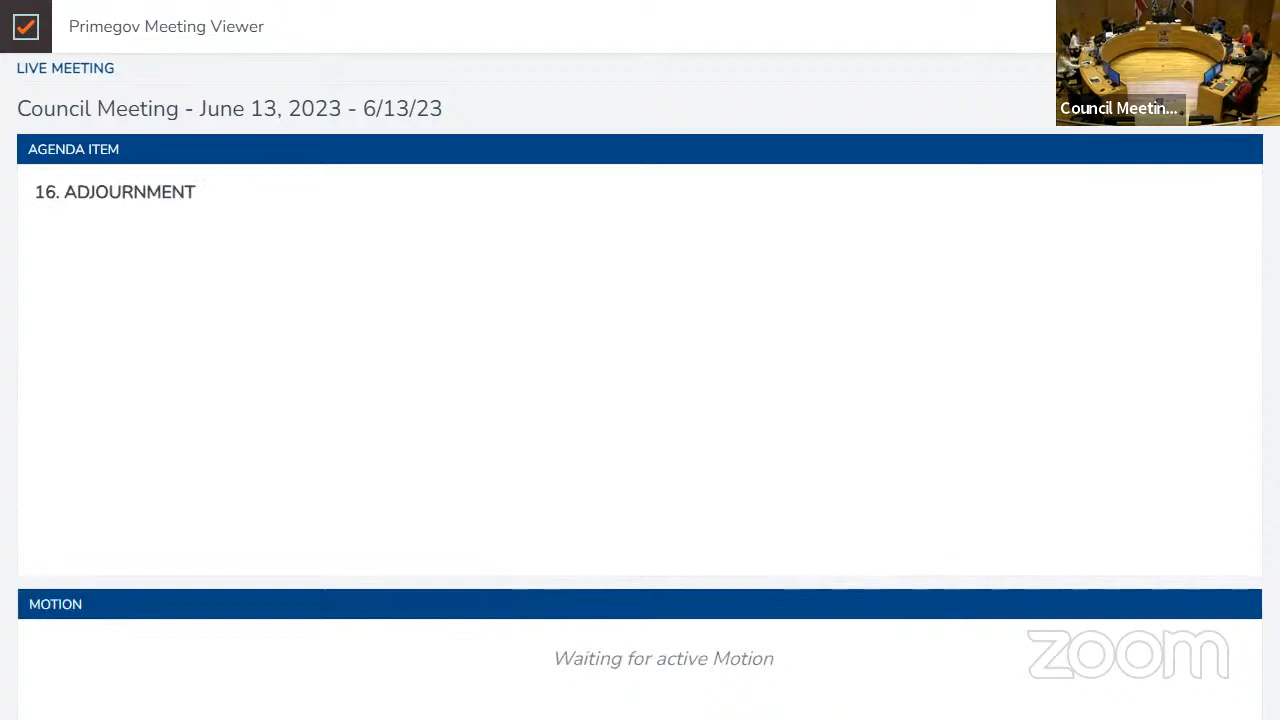 Primegov Meeting Viewer
LIVE MEETING
Council Meeting - June 13, 2023 - 6/13/23
Council Meetin...
AGENDA ITEM
16. ADJOURNMENT
MOTION
Waiting for active Motion
zoom